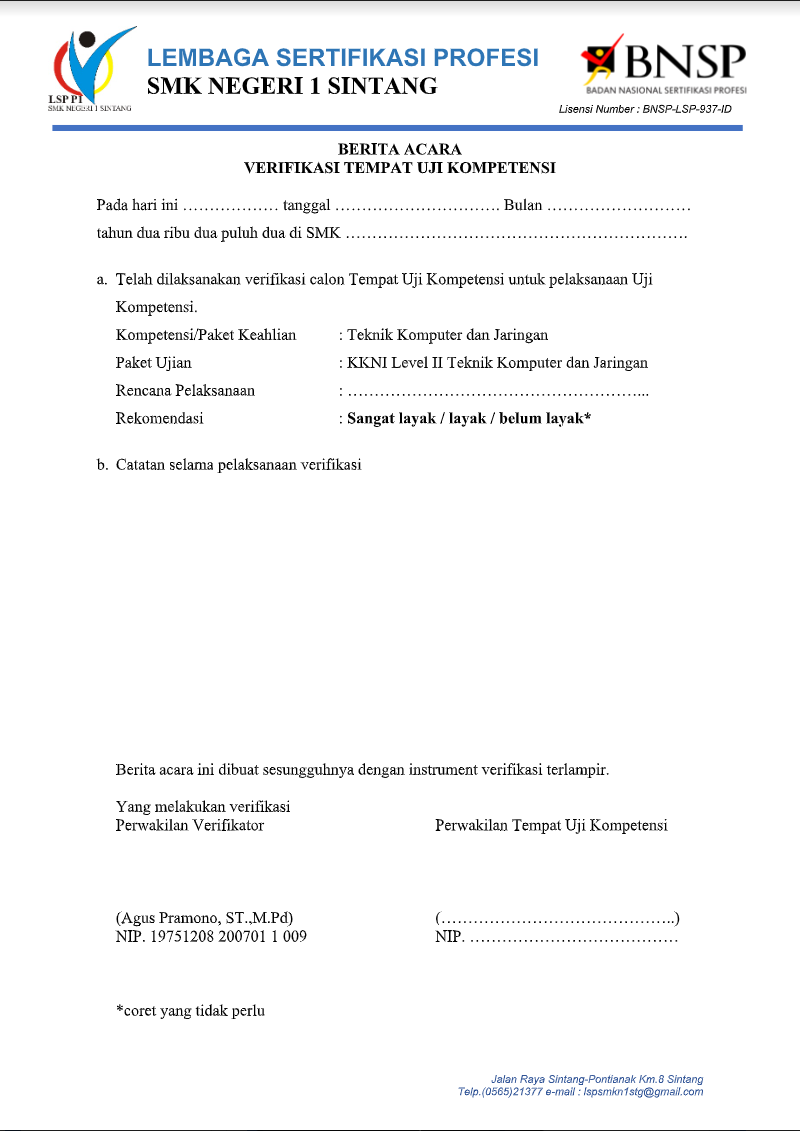 LSP P1
SMK NEGERI 1 SINTANG
LEMBAGA SERTIFIKASI PROFESI
SMK NEGERI 1 SINTANG
BNSP
BADAN NASIONAL SERTIFIKASI PROFESI
Lisensi Number : BNSP-LSP-937-ID
BERITA ACARA
VERIFIKASI TEMPAT UJI KOMPETENSI
Pada hari ini ……………… tanggal …………………………. Bulan ………………………
tahun dua ribu dua puluh dua di SMK ……………………………………………………….
a. Telah dilaksanakan verifikasi calon Tempat Uji Kompetensi untuk pelaksanaan Uji
Kompetensi.
Kompetensi/Paket Keahlian : Teknik Komputer dan Jaringan
Paket Ujian : KKNI Level II Teknik Komputer dan Jaringan
Rencana Pelaksanaan : ………………………………………………...
Rekomendasi : Sangat layak / layak / belum layak*
b. Catatan selama pelaksanaan verifikasi
Berita acara ini dibuat sesungguhnya dengan instrument verifikasi terlampir.
Yang melakukan verifikasi
Perwakilan Verifikator Perwakilan Tempat Uji Kompetensi
(Agus Pramono, ST.,M.Pd) (……………………………………..)
NIP. 19751208 200701 1 009 NIP. …………………………………
*coret yang tidak perlu
Jalan Raya Sintang-Pontianak Km.8 Sintang
Telp.(0565)21377 e-mail : lspsmkn1stg@gmail.com